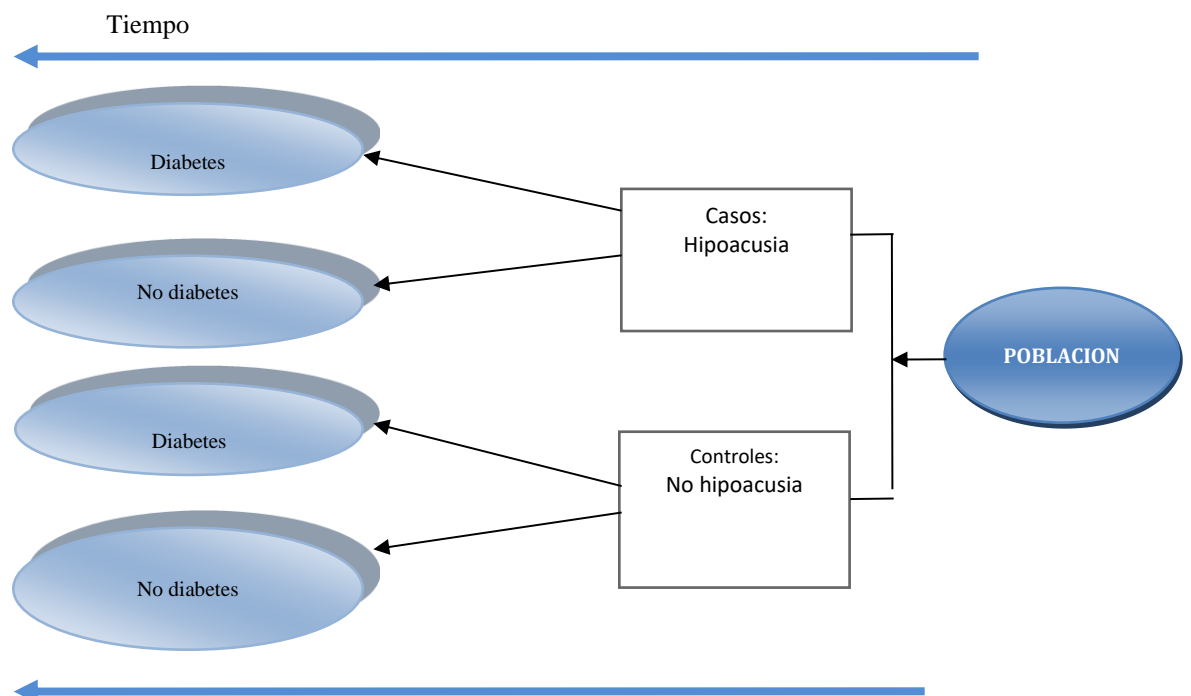 Tiempo
Diabetes
No diabetes
Diabetes
No diabetes
Casos:
Hipoacusia
Controles:
No hipoacusia
POBLACION